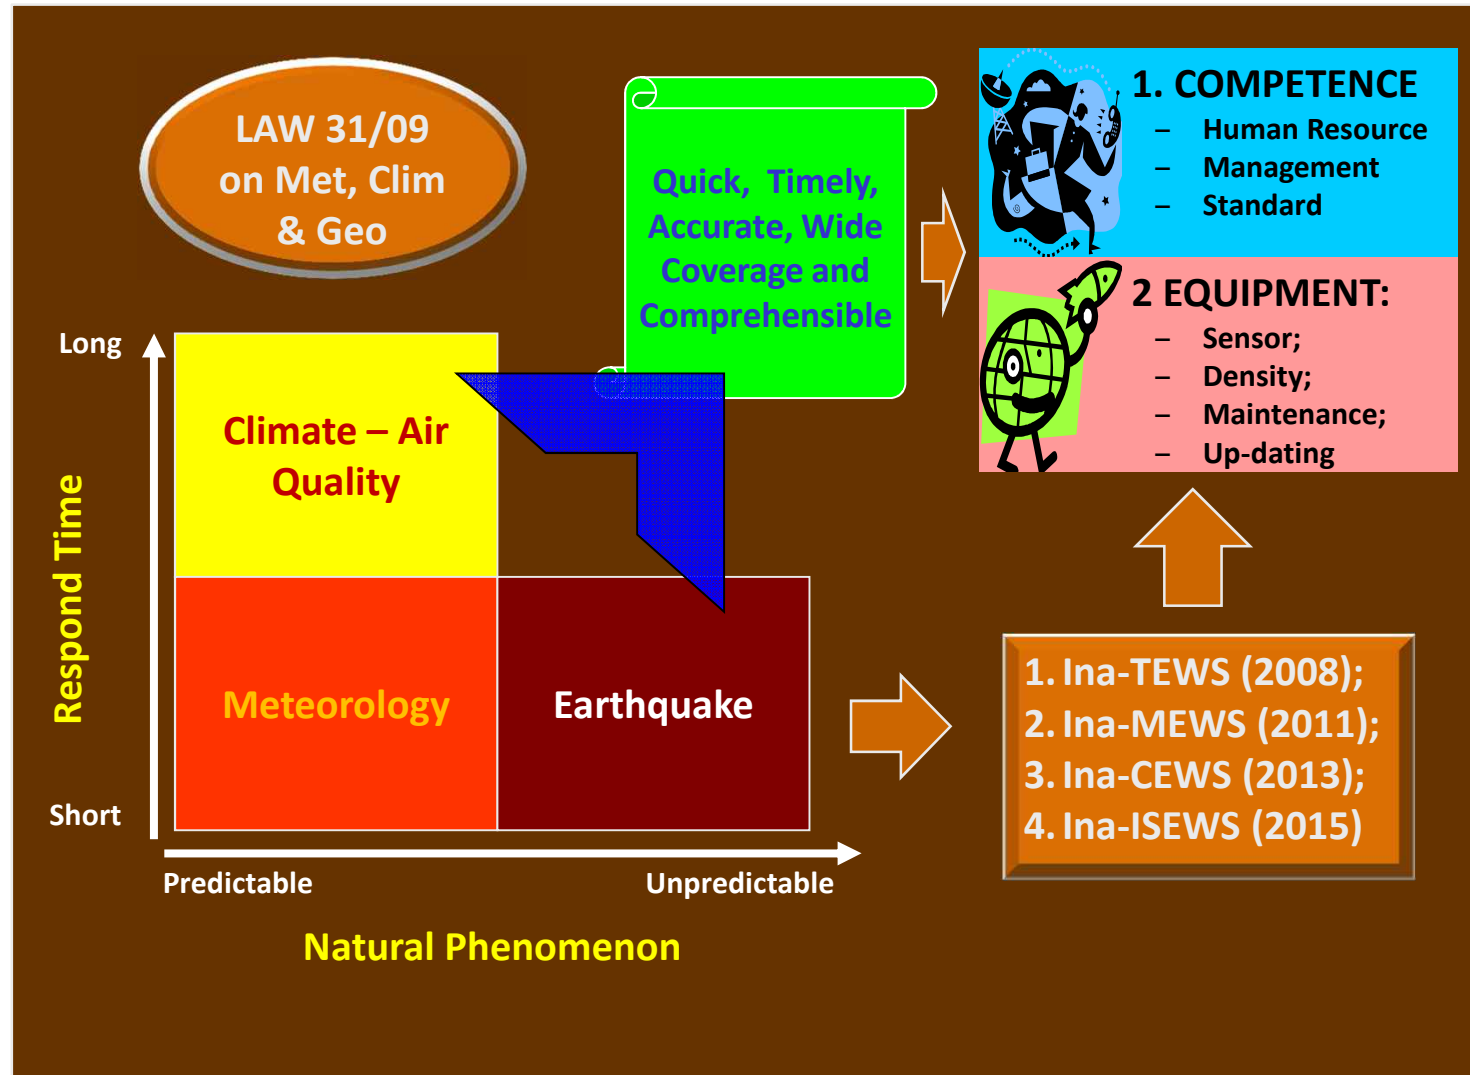 LAW 31/09
on Met, Clim
& Geo
Quick, Timely,
Accurate, Wide
Coverage and
Comprehensible
1. COMPETENCE
– Human Resource
– Management
– Standard
2 EQUIPMENT:
– Sensor;
– Density;
– Maintenance;
– Up-dating
Long
Respond Time
Short
Climate – Air
Quality
Meteorology
Earthquake
Predictable
Unpredictable
Natural Phenomenon
1. Ina-TEWS (2008);
2. Ina-MEWS (2011);
3. Ina-CEWS (2013);
4. Ina-ISEWS (2015)